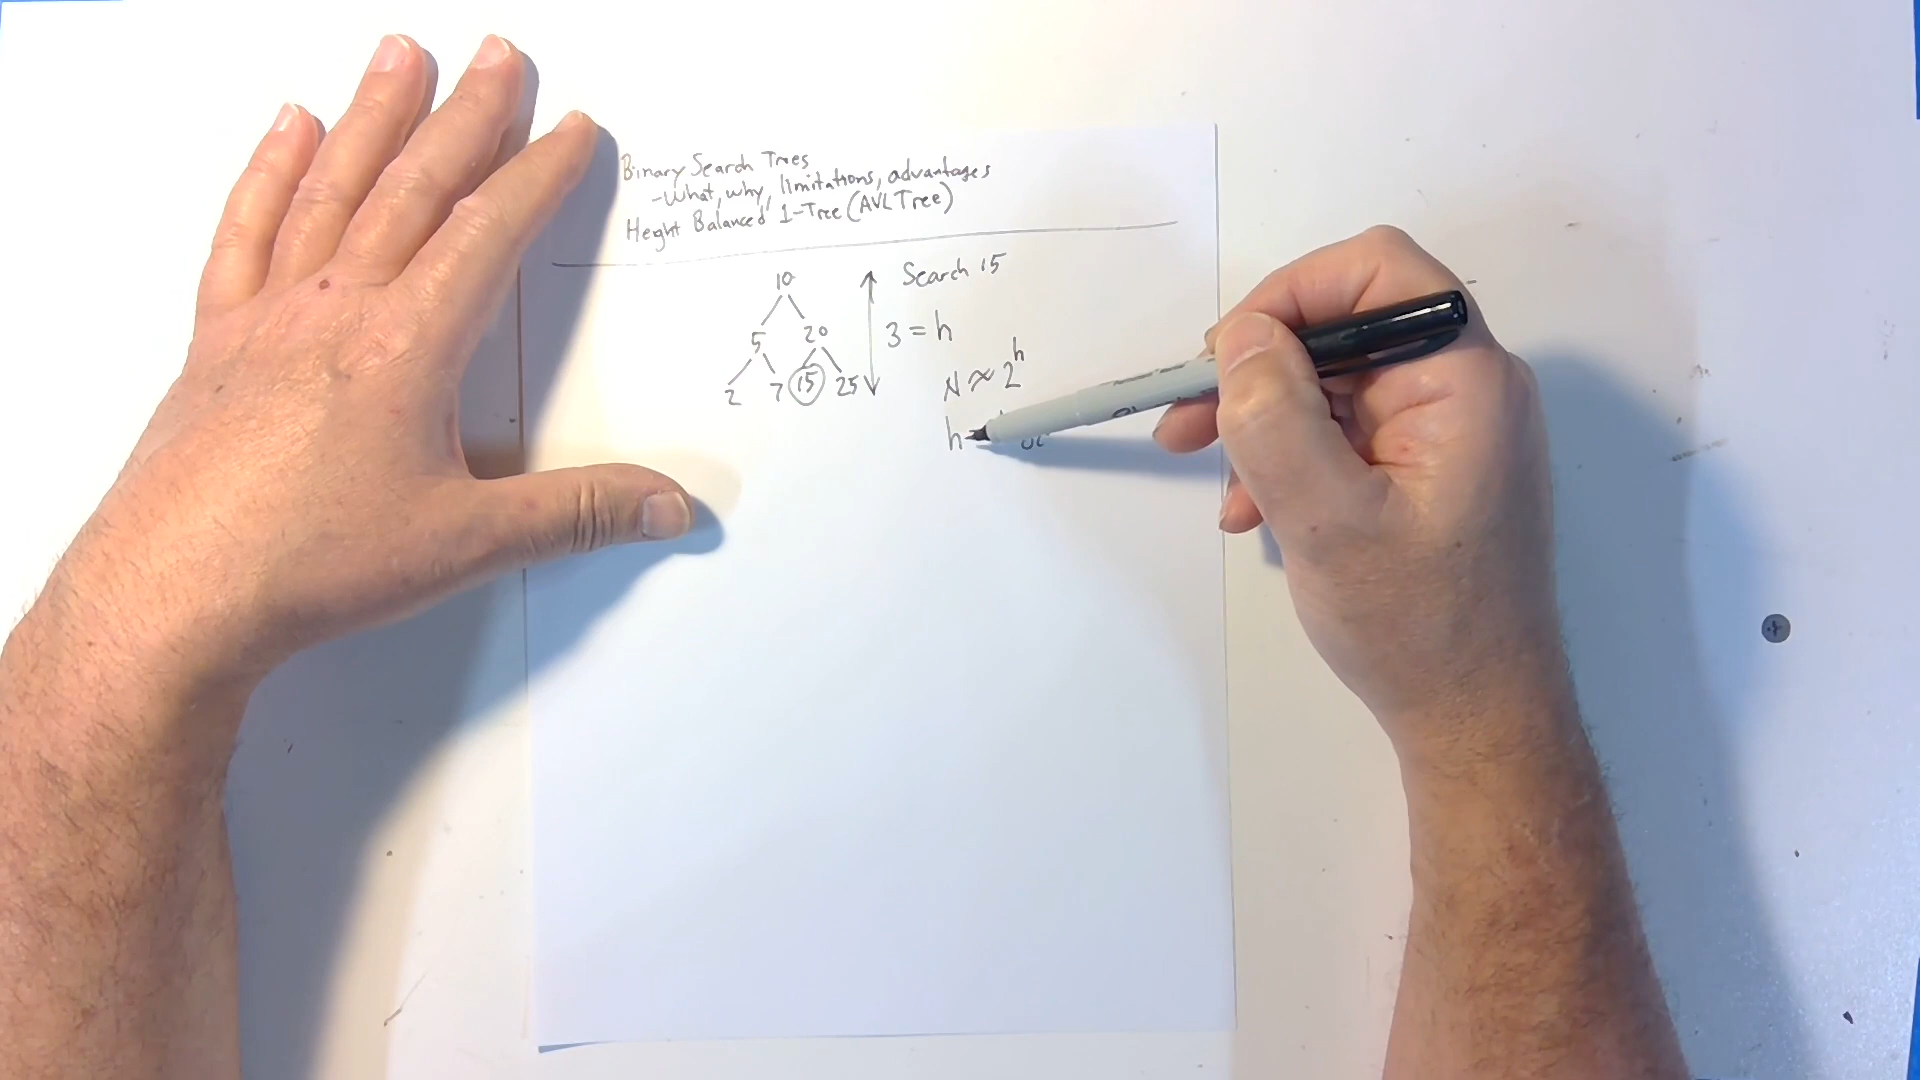 Binary Search Trees
-What, why, limitations, advantages
Height Balanced 1-Tree (AVL Tree)
10
Search 15
5 20
3 = h
2 7 15 25
N ≈ 2^h
h